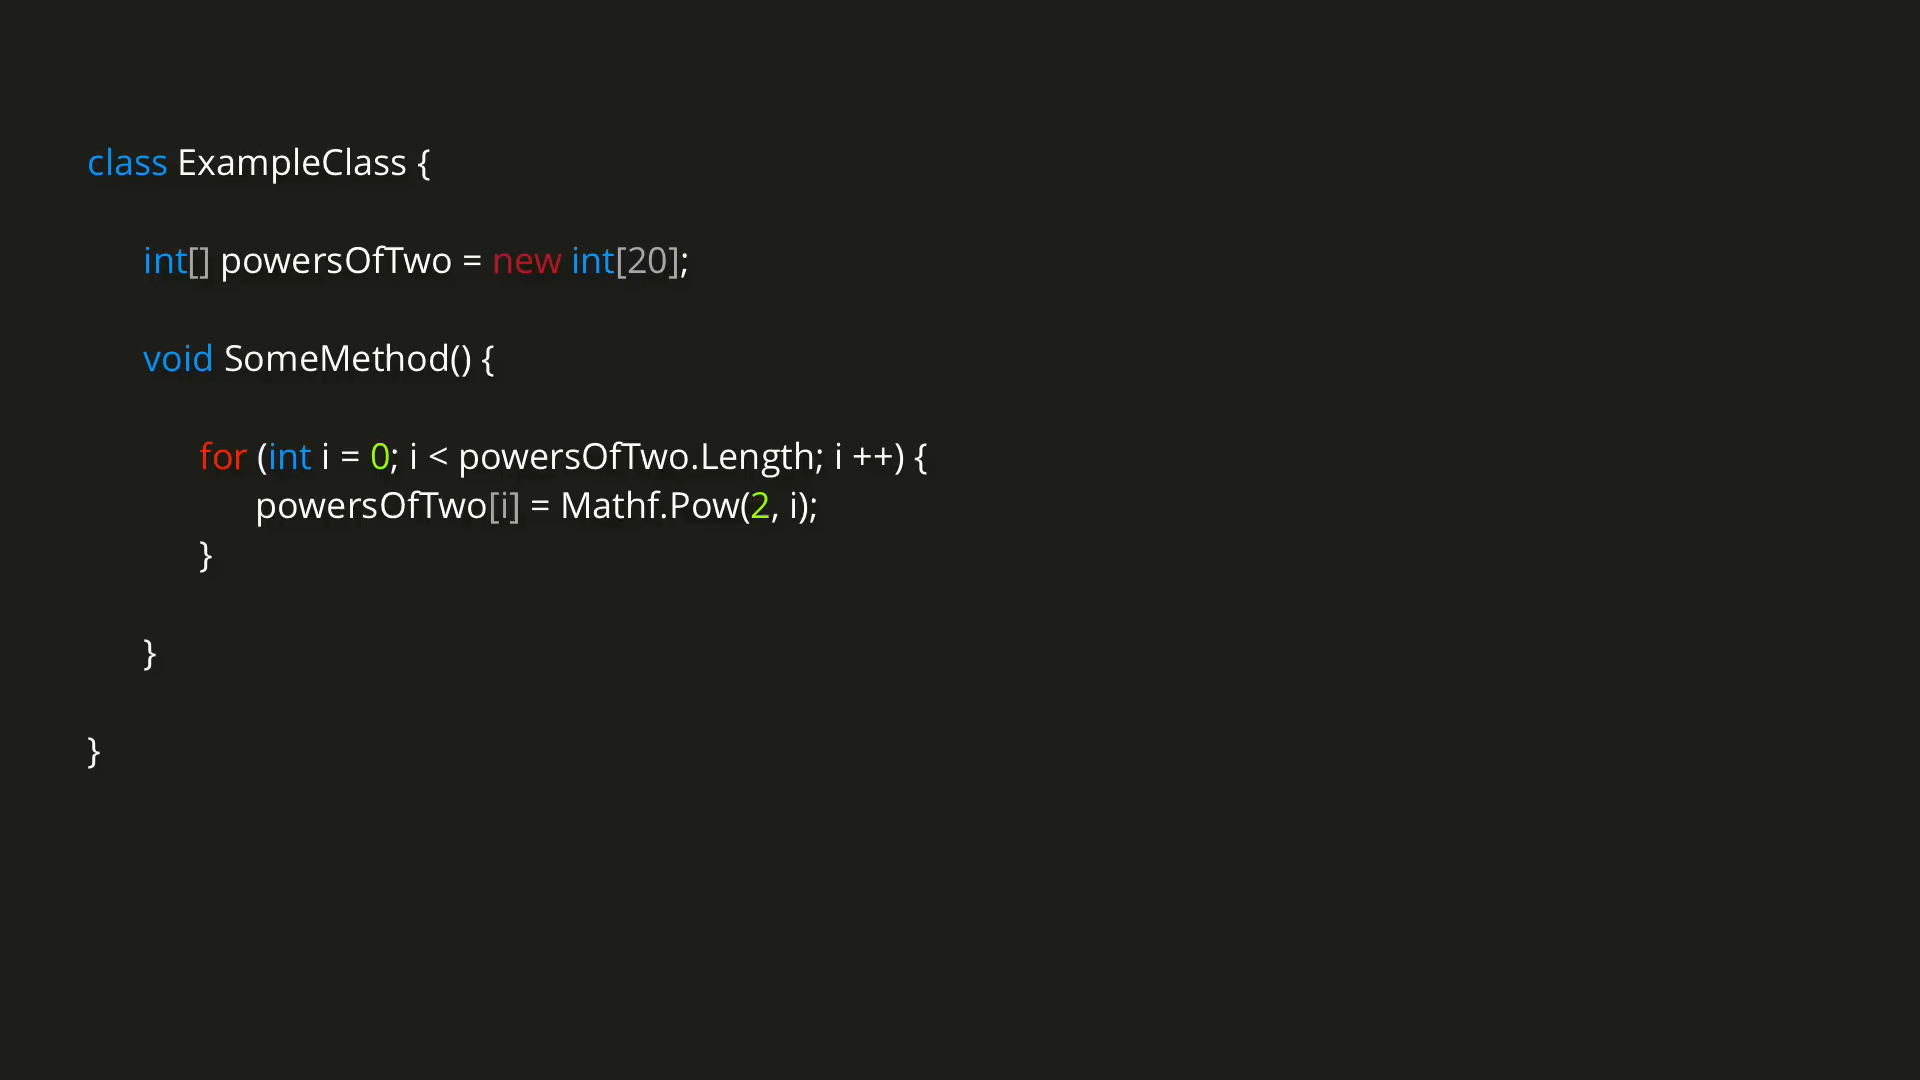 class ExampleClass {
int[] powersOfTwo = new int[20];
void SomeMethod() {
for (int i = 0; i < powersOfTwo.Length; i ++) {
powersOfTwo[i] = Mathf.Pow(2, i);
}
}
}